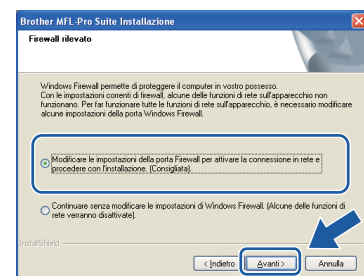 Brother MFL-Pro Suite Installazione
Firewall rilevato
Windows Firewall permette di proteggere il computer in vostro possesso.
Con le impostazioni correnti di firewall, alcune delle funzioni di rete sull'apparecchio non
funzionano. Per far funzionare tutte le funzioni di rete sull'apparecchio, è necessario modificare
alcune impostazioni della porta Windows Firewall.
Modificare le impostazioni della porta Firewall per attivare la connessione in rete e
procedere con l'installazione. (Consigliata).
Continuare senza modificare le impostazioni di Windows Firewall. (Alcune delle funzioni di
rete verranno disattivate).
InstallShield
< Indietro Avanti > Annulla